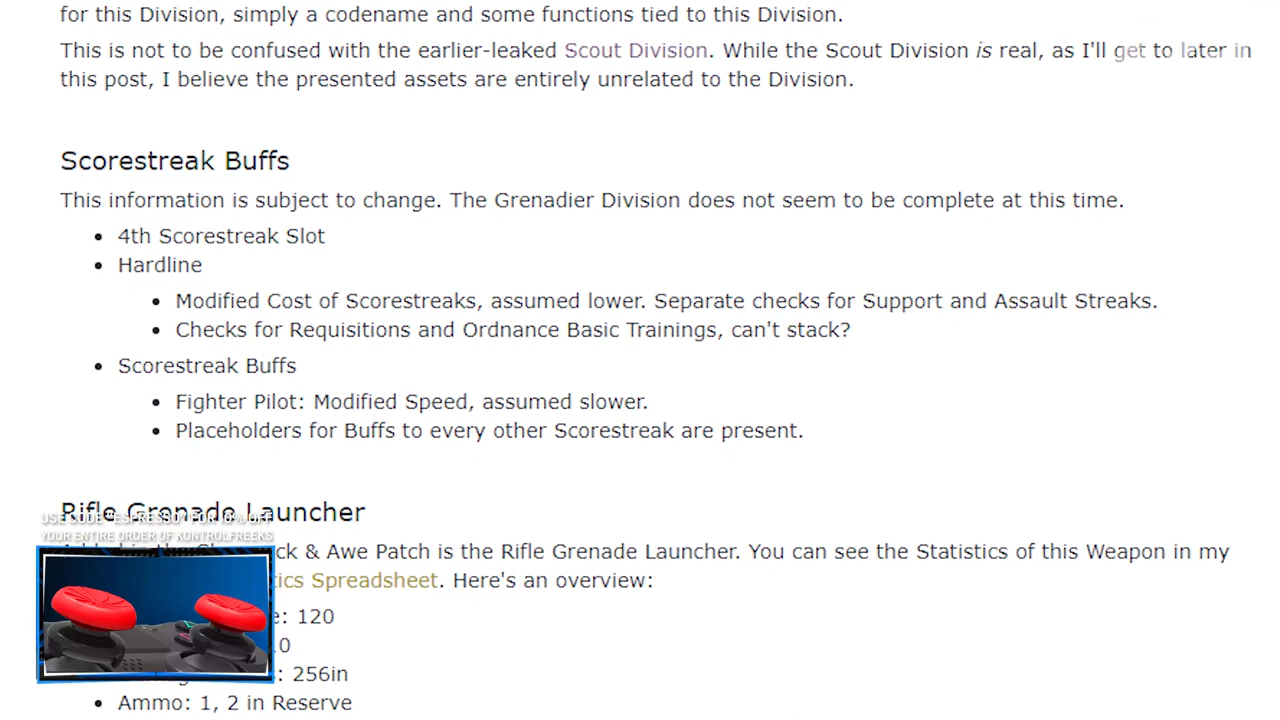 for this Division, simply a codename and some functions tied to this Division.
This is not to be confused with the earlier-leaked Scout Division. While the Scout Division is real, as I'll get to later in
this post, I believe the presented assets are entirely unrelated to the Division.
Scorestreak Buffs
This information is subject to change. The Grenadier Division does not seem to be complete at this time.
• 4th Scorestreak Slot
• Hardline
• Modified Cost of Scorestreaks, assumed lower. Separate checks for Support and Assault Streaks.
• Checks for Requisitions and Ordnance Basic Trainings, can't stack?
• Scorestreak Buffs
• Fighter Pilot: Modified Speed, assumed slower.
• Placeholders for Buffs to every other Scorestreak are present.
Rifle Grenade Launcher
USE CODE "ESPRESSO" FOR 10% OFF
YOUR ENTIRE ORDER OF KONTROLFREEKS
& Awe Patch is the Rifle Grenade Launcher. You can see the Statistics of this Weapon in my
Spreadsheet. Here's an overview:
: 120
: 256in
• Ammo: 1, 2 in Reserve